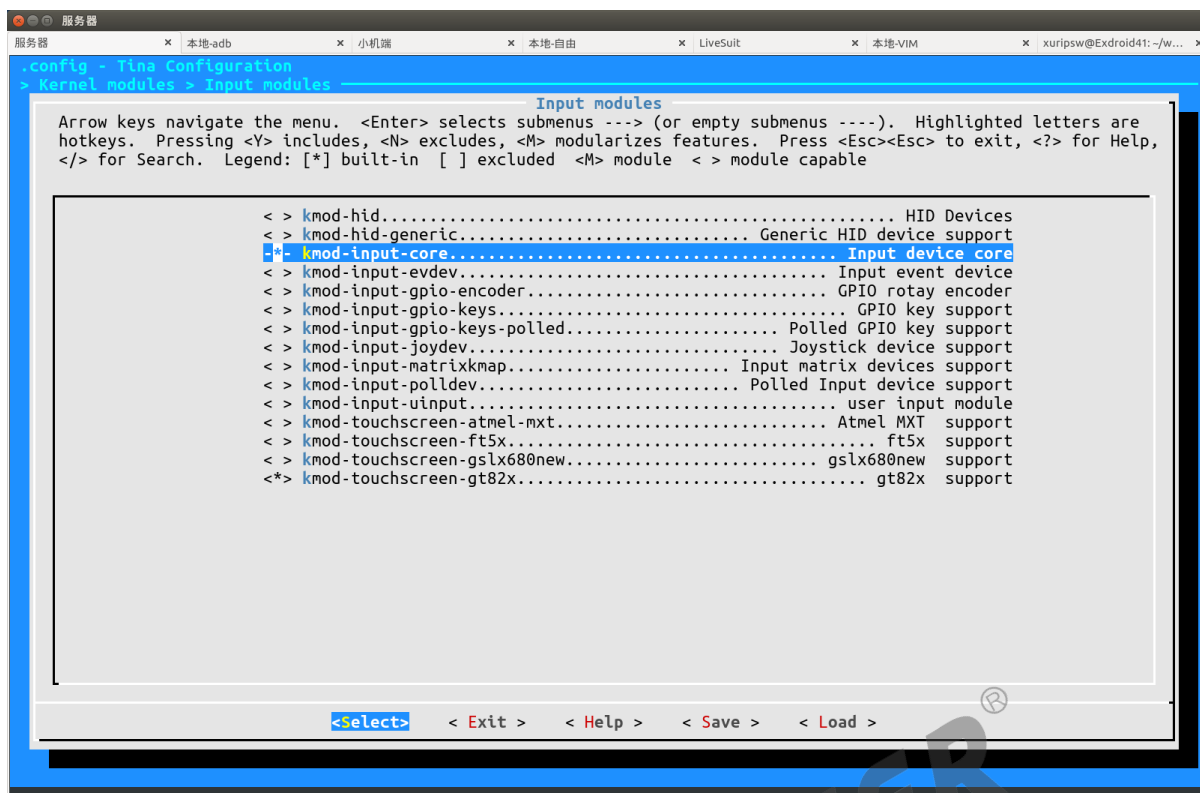 服务器
服务器 × 本地-adb × 小机端 × 本地-自由 × LiveSuit × 本地-VIM × xuripsw@Exdroid41: ~/w... ×
.config - Tina Configuration
> Kernel modules > Input modules
Input modules
Arrow keys navigate the menu.  <Enter> selects submenus ---> (or empty submenus ----).  Highlighted letters are
hotkeys.  Pressing <Y> includes, <N> excludes, <M> modularizes features.  Press <Esc><Esc> to exit, <?> for Help,
</> for Search.  Legend: [*] built-in  [ ] excluded  <M> module  < > module capable
< > kmod-hid..................................................... HID Devices
< > kmod-hid-generic.............................. Generic HID device support
-*- kmod-input-core........................................ Input device core
< > kmod-input-evdev...................................... Input event device
< > kmod-input-gpio-encoder............................... GPIO rotay encoder
< > kmod-input-gpio-keys.................................... GPIO key support
< > kmod-input-gpio-keys-polled...................... Polled GPIO key support
< > kmod-input-joydev................................ Joystick device support
< > kmod-input-matrixkmap....................... Input matrix devices support
< > kmod-input-polldev........................... Polled Input device support
< > kmod-input-uinput...................................... user input module
< > kmod-touchscreen-atmel-mxt............................ Atmel MXT  support
< > kmod-touchscreen-ft5x...................................... ft5x  support
< > kmod-touchscreen-gslx680new.......................... gslx680new  support
<*> kmod-touchscreen-gt82x.................................... gt82x  support
<Select>    < Exit >    < Help >    < Save >    < Load >